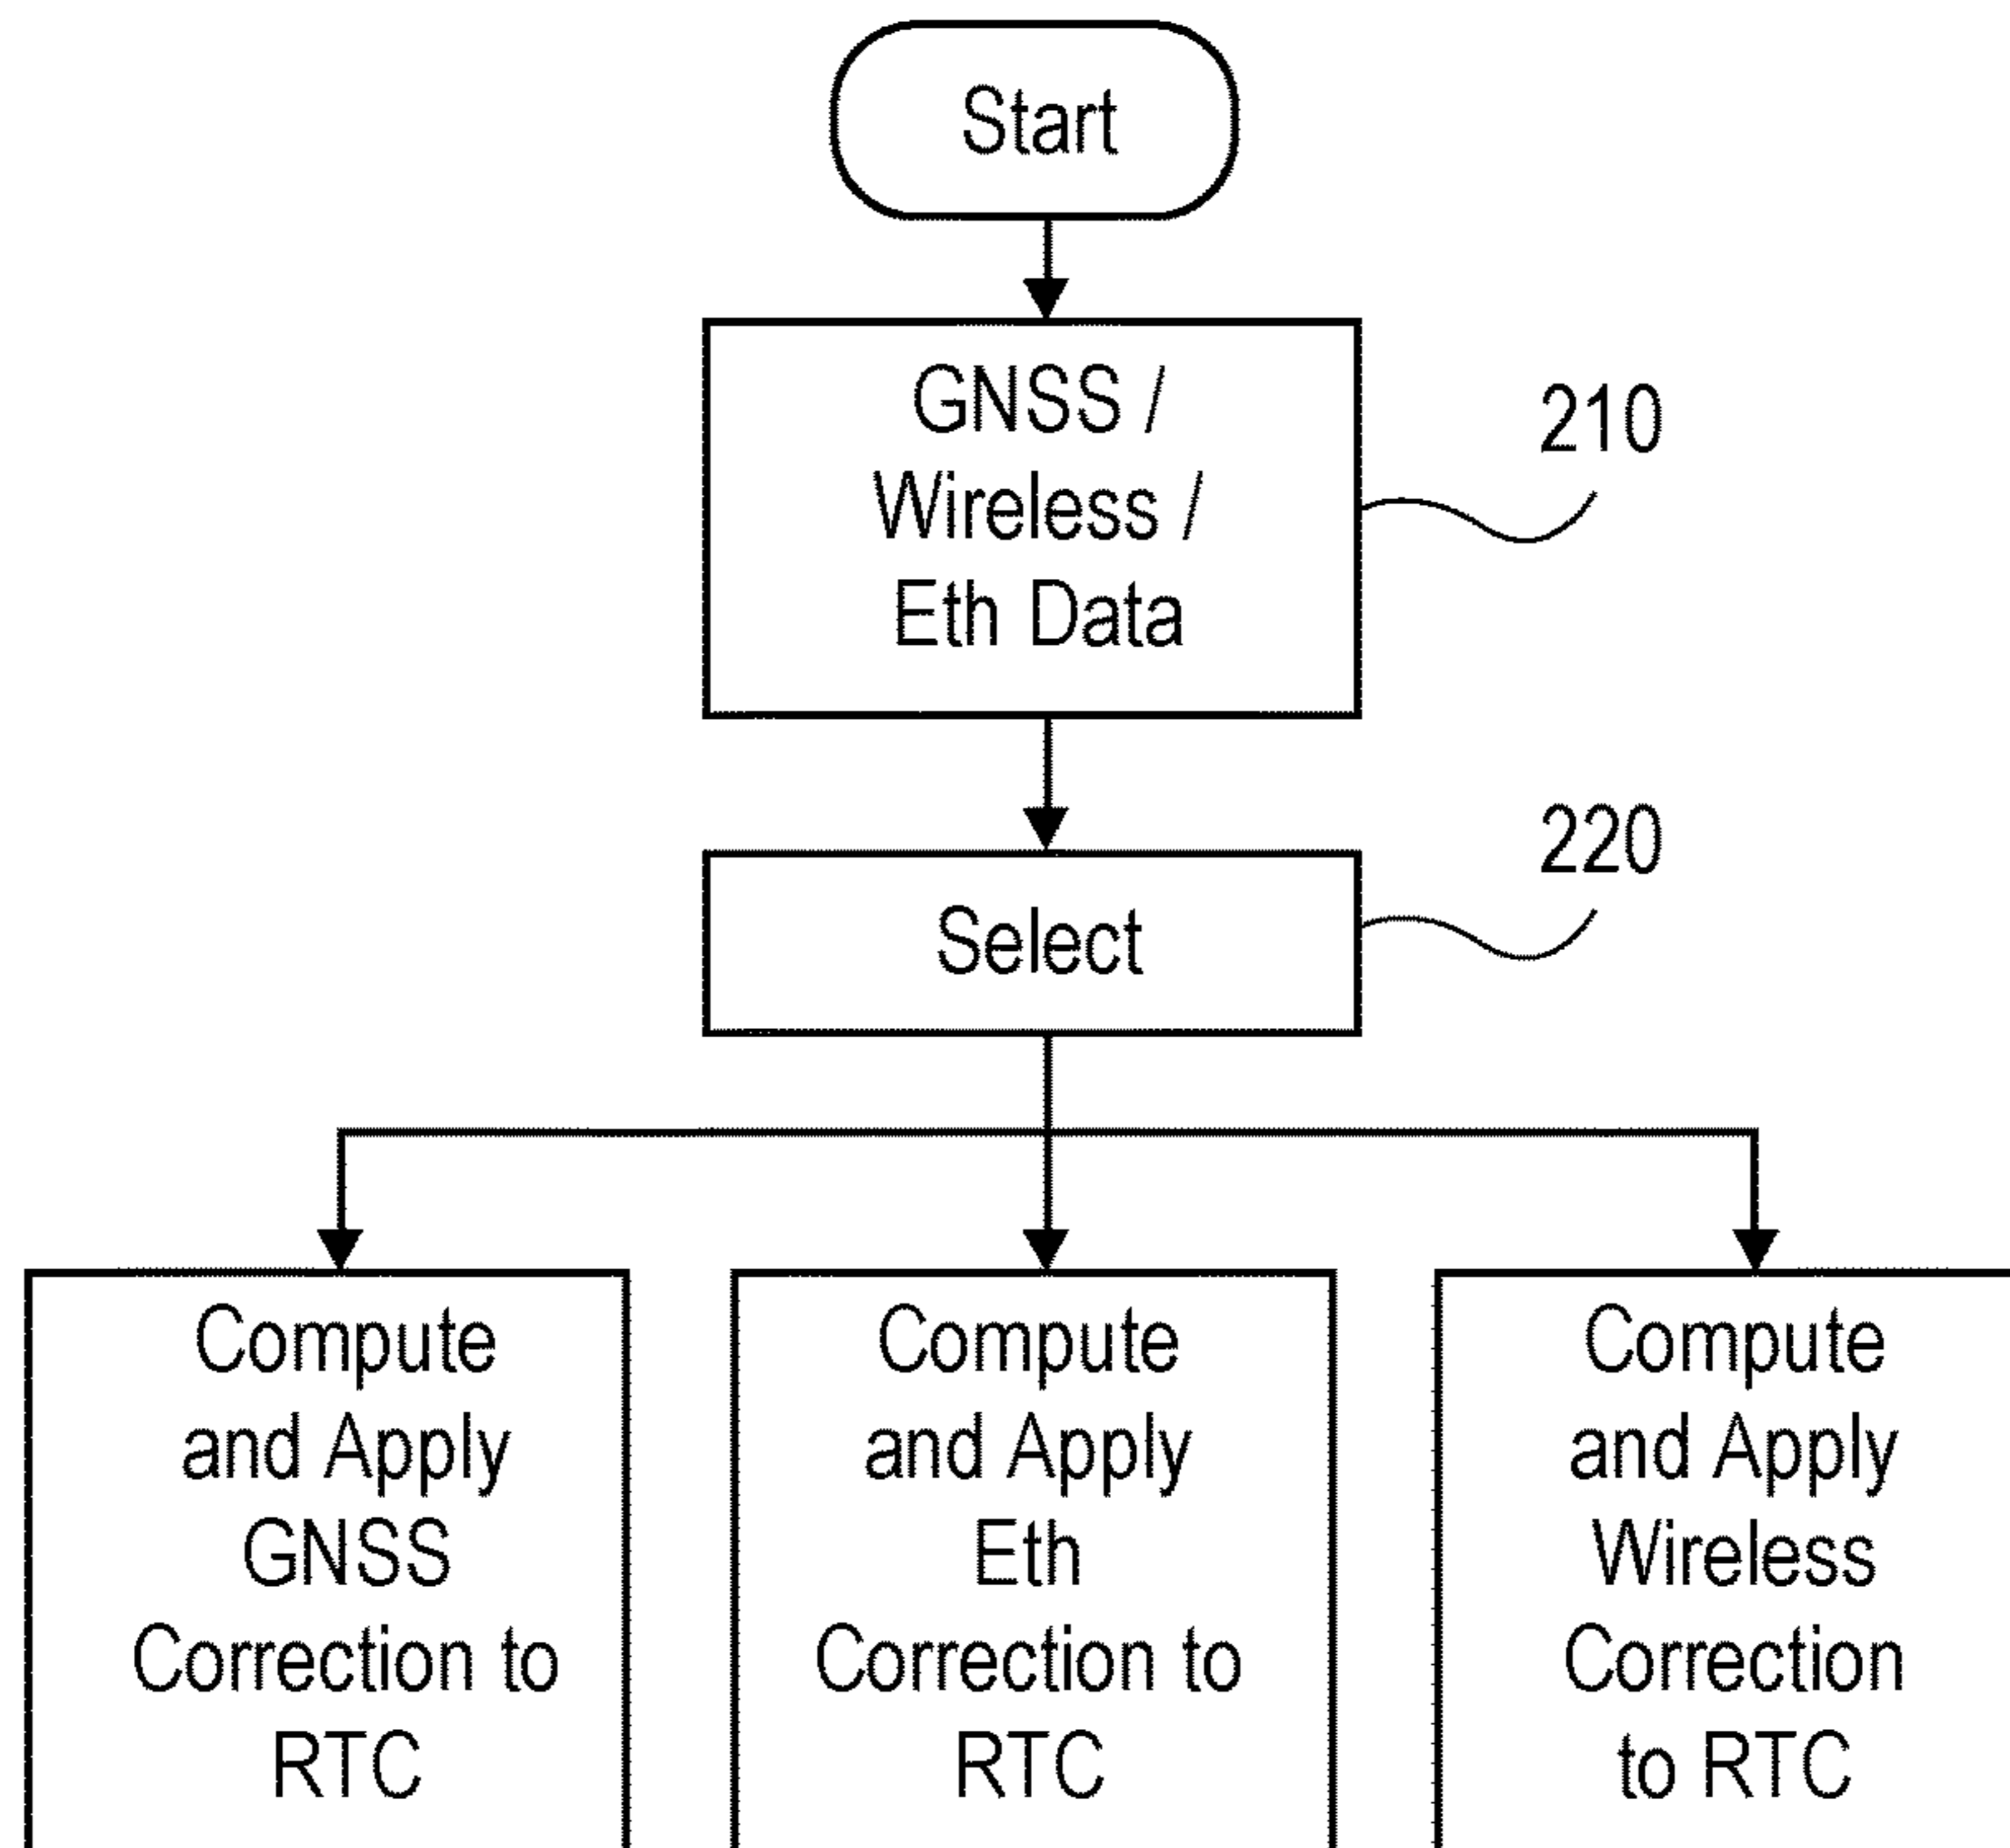 Start
GNSS /
Wireless /
Eth Data
210
Select
220
Compute
and Apply
GNSS
Correction to
RTC
Compute
and Apply
Eth
Correction to
RTC
Compute
and Apply
Wireless
Correction
to RTC